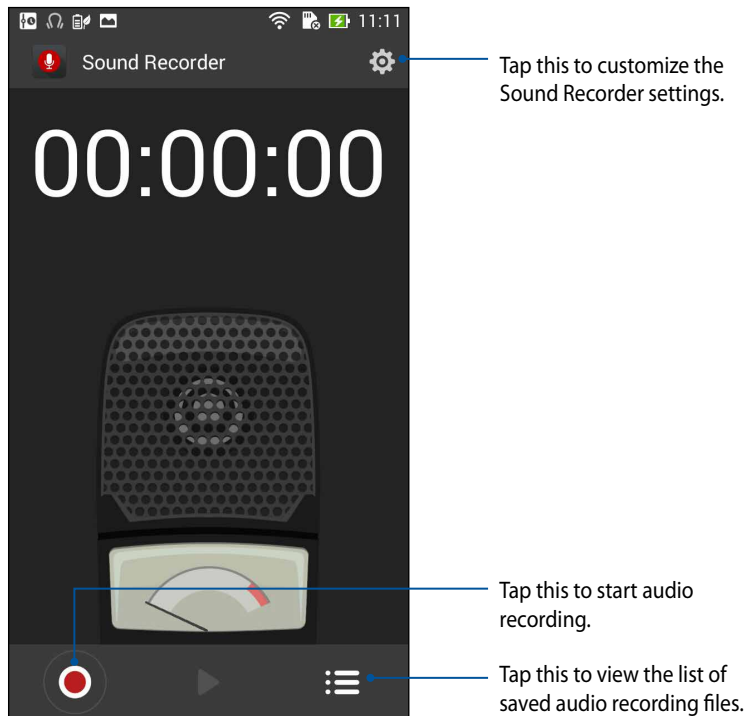 11:11
Sound Recorder
Tap this to customize the
Sound Recorder settings.
00:00:00
Tap this to start audio
recording.
Tap this to view the list of
saved audio recording files.